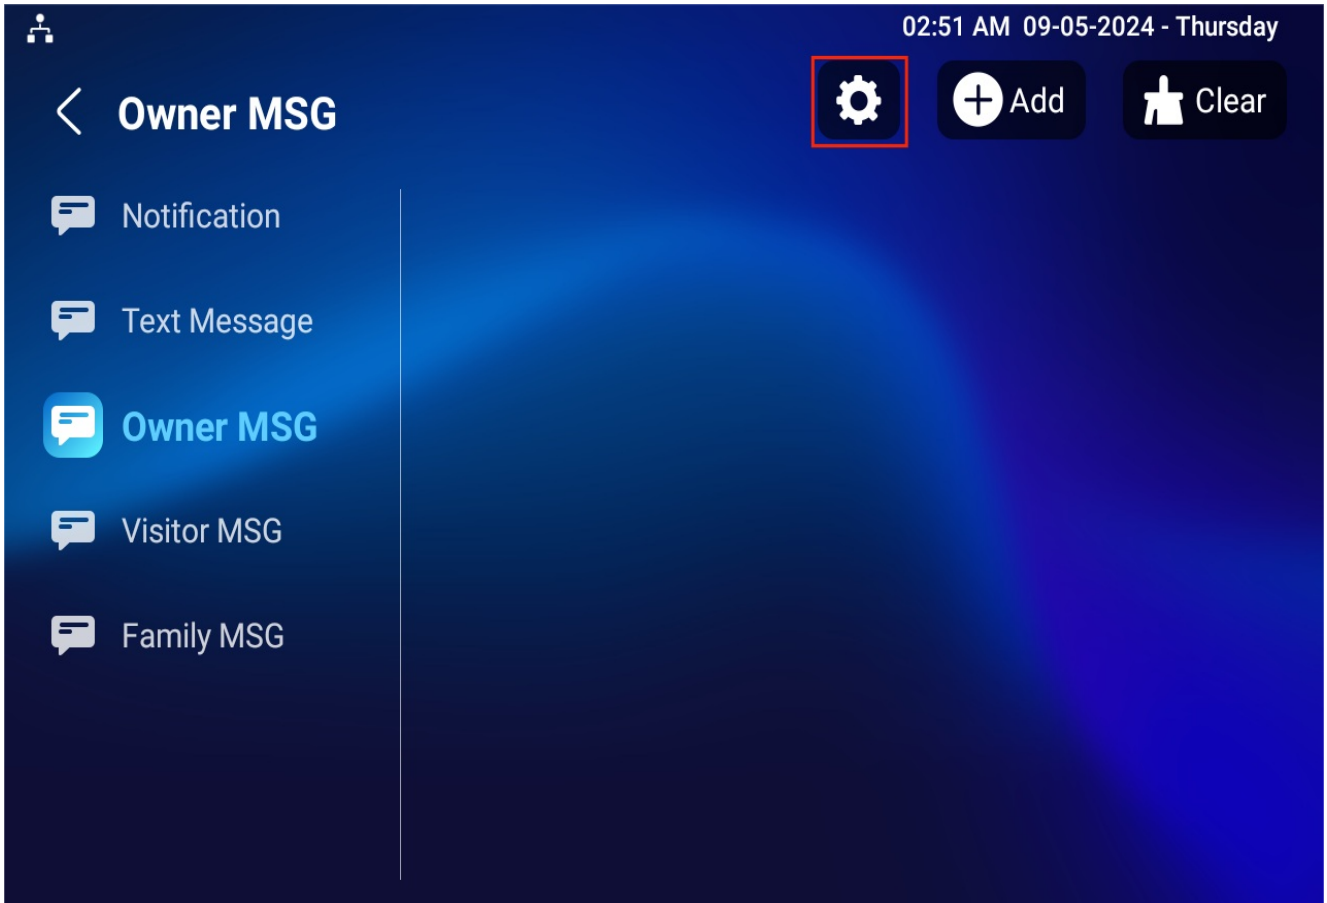 02:51 AM 09-05-2024 - Thursday
Owner MSG
Add
Clear
Notification
Text Message
Owner MSG
Visitor MSG
Family MSG